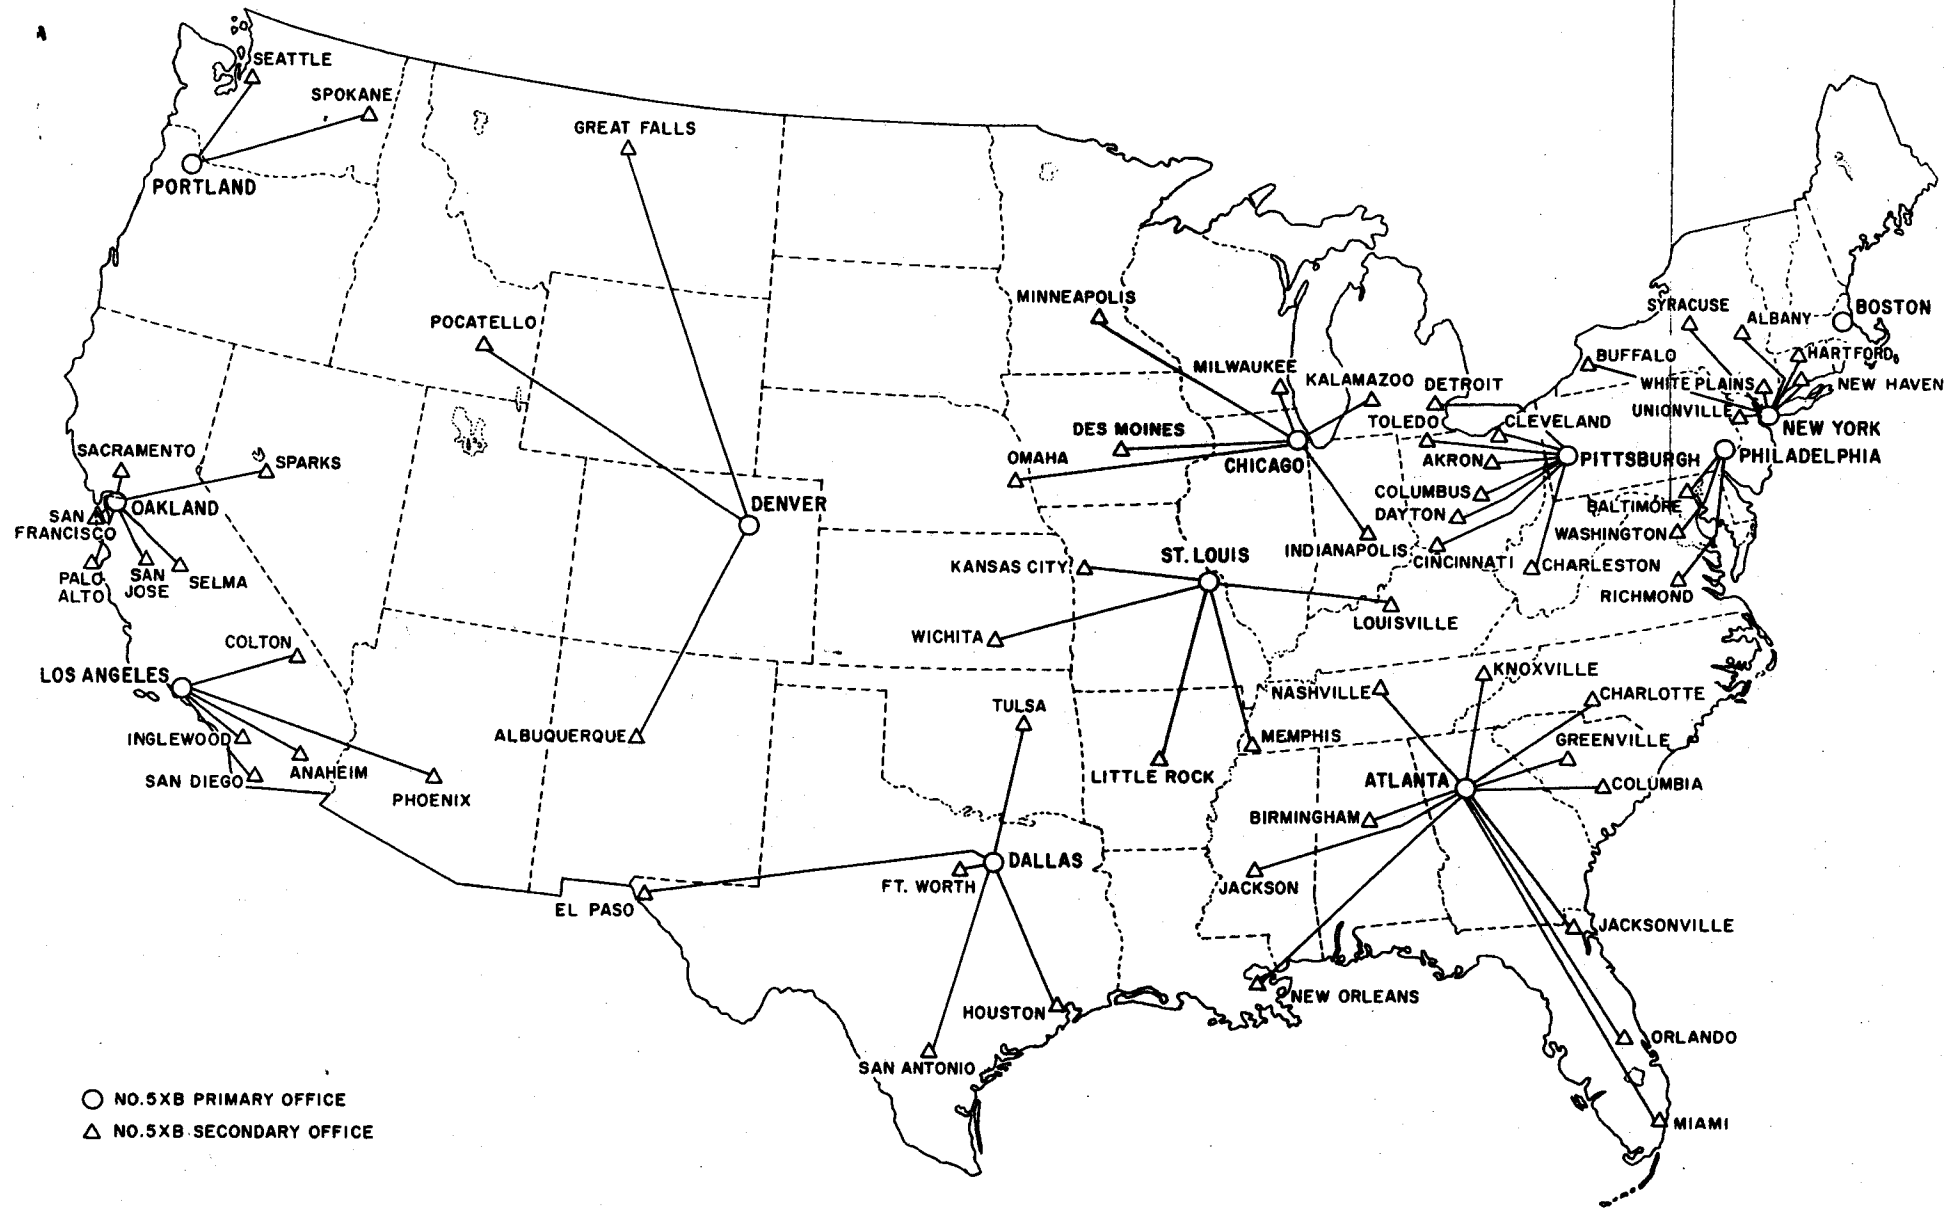 SEATTLE
SPOKANE
GREAT FALLS
PORTLAND
MINNEAPOLIS
SYRACUSE
BOSTON
ALBANY
POCATELLO
BUFFALO
HARTFORD
MILWAUKEE
KALAMAZOO
DETROIT
WHITE PLAINS
NEW HAVEN
UNIONVILLE
TOLEDO
CLEVELAND
NEW YORK
DES MOINES
SACRAMENTO
OMAHA
CHICAGO
AKRON
PITTSBURGH
PHILADELPHIA
SPARKS
COLUMBUS
DENVER
OAKLAND
BALTIMORE
DAYTON
SAN
FRANCISCO
WASHINGTON
INDIANAPOLIS
ST. LOUIS
CINCINNATI
CHARLESTON
KANSAS CITY
PALO
ALTO
SAN
JOSE
SELMA
RICHMOND
LOUISVILLE
WICHITA
COLTON
LOS ANGELES
KNOXVILLE
NASHVILLE
CHARLOTTE
TULSA
INGLEWOOD
ALBUQUERQUE
MEMPHIS
GREENVILLE
ANAHEIM
SAN DIEGO
LITTLE ROCK
ATLANTA
COLUMBIA
PHOENIX
BIRMINGHAM
DALLAS
FT. WORTH
JACKSON
EL PASO
JACKSONVILLE
NEW ORLEANS
HOUSTON
ORLANDO
SAN ANTONIO
NO.5XB PRIMARY OFFICE
MIAMI
NO.5XB SECONDARY OFFICE